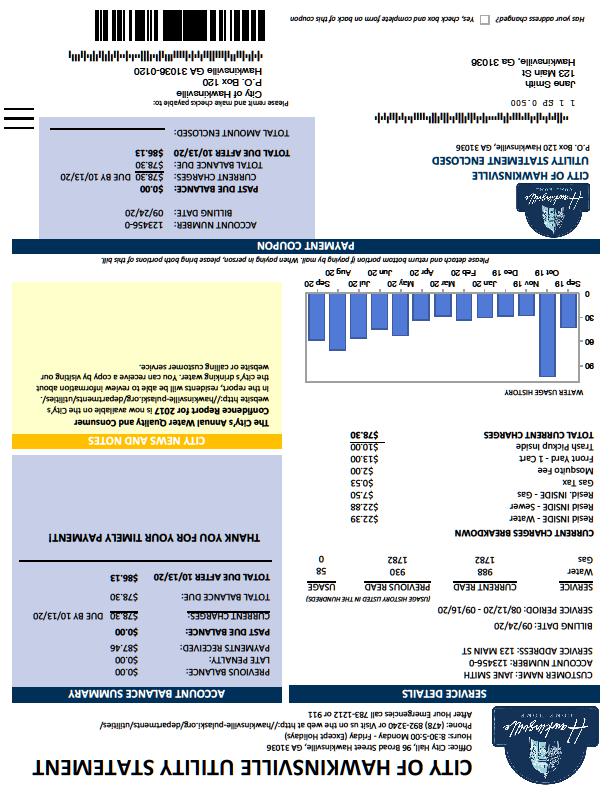 CITY OF HAWKINSVILLE UTILITY STATEMENT
Office: City Hall, 96 Broad Street Hawkinsville, GA 31036
Hours: 8:30-5:00 Monday - Friday (Except Holidays)
Phone: (478) 892-3240 or Visit us on the web at http://hawkinsville-pulaski.org/departments/utilities/
After Hour Emergencies call 783-1212 or 911
Hawkinsville
SERVICE DETAILS
CUSTOMER NAME: JANE SMITH
ACCOUNT NUMBER: 123456-0
SERVICE ADDRESS: 123 MAIN ST
BILLING DATE: 09/24/20
SERVICE PERIOD: 08/12/20 - 09/16/20
(USAGE HISTORY LISTED IN THE HUNDREDS)
SERVICE CURRENT READ PREVIOUS READ USAGE
Water 988 930 58
Gas 1782 1782 0
CURRENT CHARGES BREAKDOWN
Resid INSIDE - Water $22.39
Resid INSIDE - Sewer $22.88
Resid. INSIDE - Gas $7.50
Gas Tax $0.53
Mosquito Fee $2.00
Front Yard - 1 Cart $13.00
Trash Pickup Inside $10.00
TOTAL CURRENT CHARGES $78.30
WATER USAGE HISTORY
90
60
30
0
Sep 19 Oct 19 Nov 19 Dec 19 Jan 20 Feb 20 Mar 20 Apr 20 May 20 Jun 20 Jul 20 Aug 20 Sep 20
ACCOUNT BALANCE SUMMARY
PREVIOUS BALANCE: $0.00
LATE PENALTY: $0.00
PAYMENTS RECEIVED: $87.46
PAST DUE BALANCE: $0.00
CURRENT CHARGES: $78.30 DUE BY 10/13/20
TOTAL BALANCE DUE: $78.30
TOTAL DUE AFTER 10/13/20 $86.13
THANK YOU FOR YOUR TIMELY PAYMENT!
CITY NEWS AND NOTES
The City's Annual Water Quality and Consumer
Confidence Report for 2017 is now available on the City's
website http://hawkinsville-pulaski.org/departments/utilities/.
In the report, residents will be able to review information about
the city's drinking water. You can receive a copy by visiting our
website or calling customer service.
Please detach and return bottom portion if paying by mail. When paying in person, please bring both portions of this bill.
PAYMENT COUPON
Hawkinsville
CITY OF HAWKINSVILLE
UTILITY STATEMENT ENCLOSED
P.O. Box 120 Hawkinsville, GA 31036
ACCOUNT NUMBER: 123456-0
BILLING DATE: 09/24/20
PAST DUE BALANCE: $0.00
CURRENT CHARGES: $78.30 DUE BY 10/13/20
TOTAL BALANCE DUE: $78.30
TOTAL DUE AFTER 10/13/20 $86.13
TOTAL AMOUNT ENCLOSED:
1 1 SP 0.500
Jane Smith
123 Main St
Hawkinsville, Ga 31036
Please remit and make checks payable to:
City of Hawkinsville
P.O. Box 120
Hawkinsville GA 31036-0120
Has your address changed? Yes, check box and complete form on back of this coupon